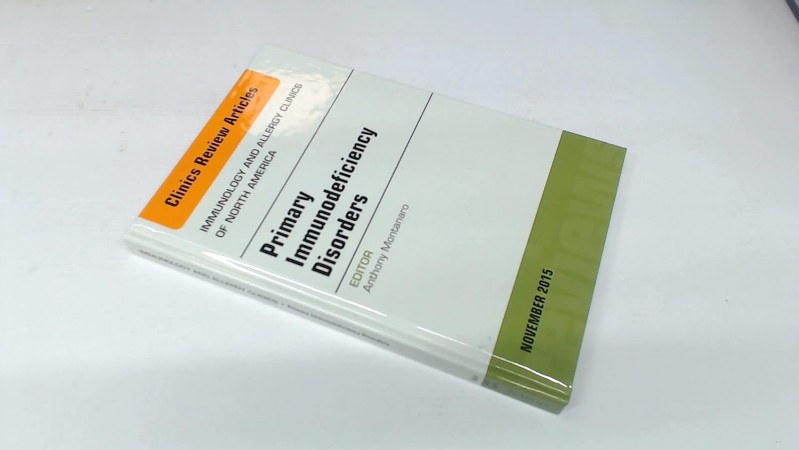 Clinics Review Articles
IMMUNOLOGY AND ALLERGY CLINICS
OF NORTH AMERICA
Primary
Immunodeficiency
Disorders
EDITOR
Anthony Montanaro
NOVEMBER 2015